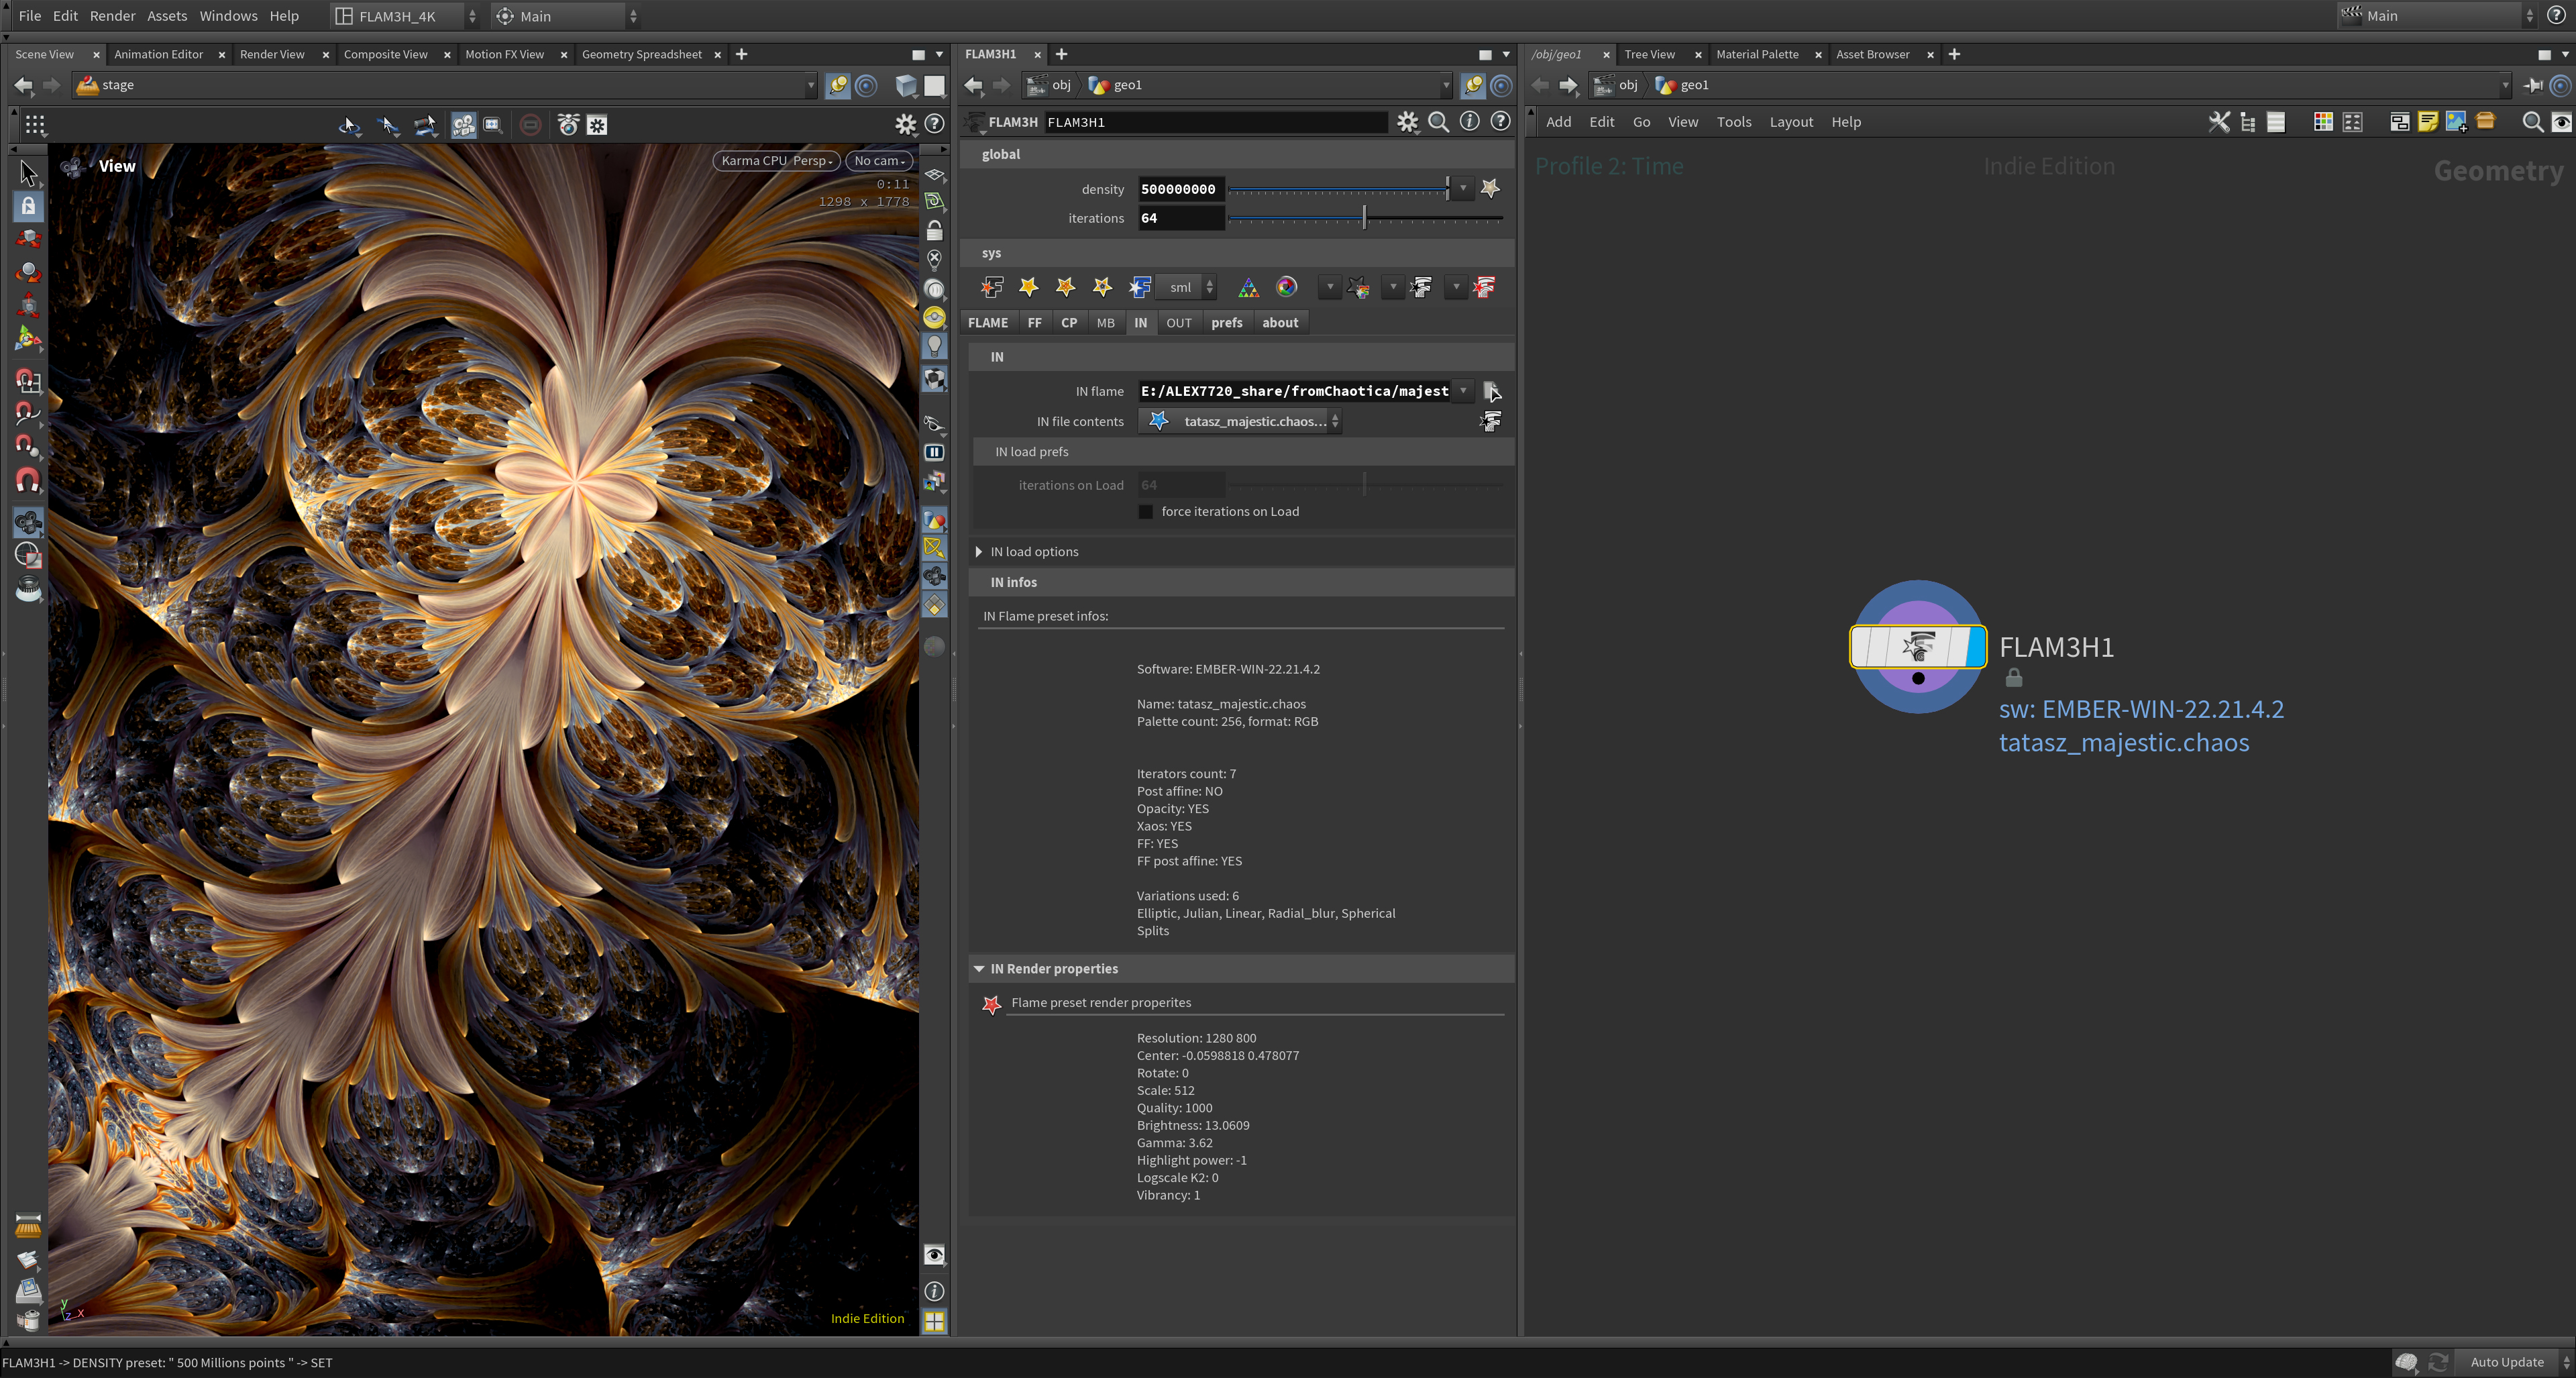 File Edit Render Assets Windows Help FLAM3H_4K Main Main
Scene View Animation Editor Render View Composite View Motion FX View Geometry Spreadsheet
stage
View
Karma CPU Persp No cam
0:11
1298 x 1778
Indie Edition
y
z x
FLAM3H1
obj geo1
FLAM3H FLAM3H1
global
density 500000000
iterations 64
sys
sml
FLAME FF CP MB IN OUT prefs about
IN
IN flame E:/ALEX7720_share/fromChaotica/majest
IN file contents tatasz_majestic.chaos...
IN load prefs
iterations on Load 64
force iterations on Load
IN load options
IN infos
IN Flame preset infos:
Software: EMBER-WIN-22.21.4.2
Name: tatasz_majestic.chaos
Palette count: 256, format: RGB
Iterators count: 7
Post affine: NO
Opacity: YES
Xaos: YES
FF: YES
FF post affine: YES
Variations used: 6
Elliptic, Julian, Linear, Radial_blur, Spherical
Splits
IN Render properties
Flame preset render properites
Resolution: 1280 800
Center: -0.0598818 0.478077
Rotate: 0
Scale: 512
Quality: 1000
Brightness: 13.0609
Gamma: 3.62
Highlight power: -1
Logscale K2: 0
Vibrancy: 1
/obj/geo1 Tree View Material Palette Asset Browser
obj geo1
Add Edit Go View Tools Layout Help
Profile 2: Time Indie Edition Geometry
FLAM3H1
sw: EMBER-WIN-22.21.4.2
tatasz_majestic.chaos
FLAM3H1 -> DENSITY preset: " 500 Millions points " -> SET
Auto Update